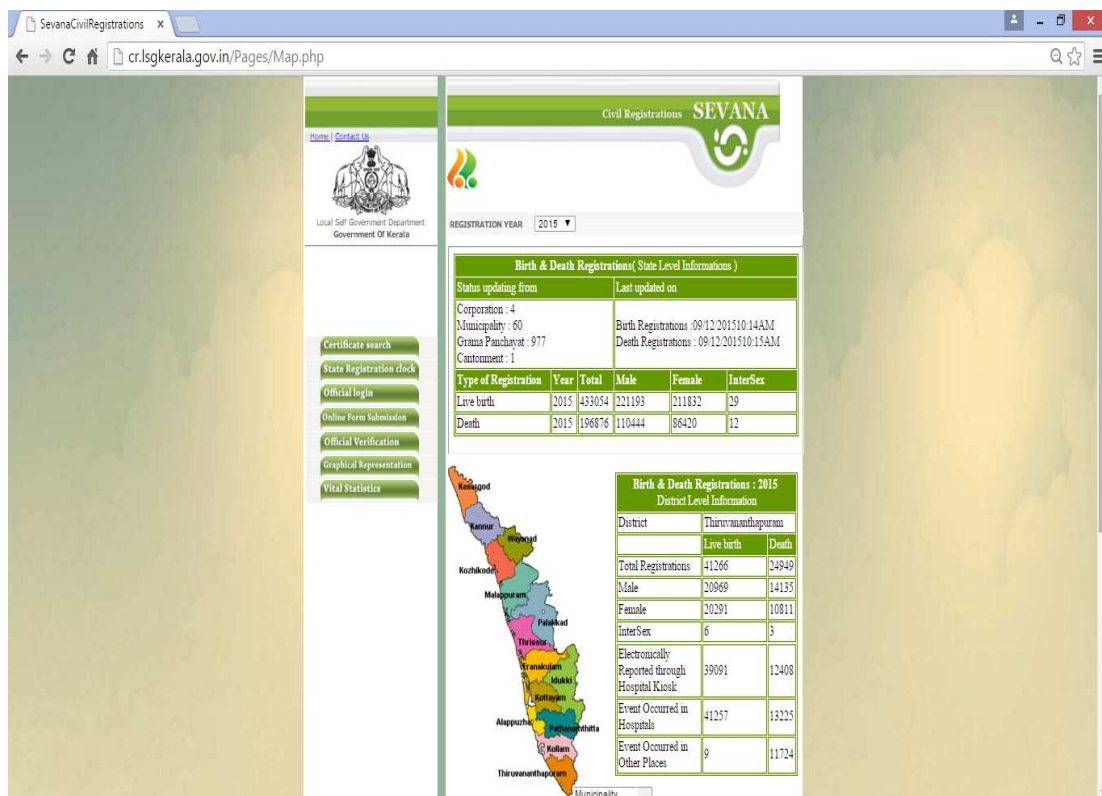 SevanaCivilRegistrations
cr.lsgkerala.gov.in/Pages/Map.php
Home | Contact Us
Local Self Government Department
Government Of Kerala
Certificate search
State Registration clock
Official login
Online Form Submission
Official Verification
Graphical Representation
Vital Statistics
Civil Registrations SEVANA
REGISTRATION YEAR 2015
Birth & Death Registrations( State Level Informations )
Status updating from Last updated on
Corporation : 4
Municipality : 60
Grama Panchayat : 977
Cantonment : 1
Birth Registrations :09/12/201510:14AM
Death Registrations : 09/12/201510:15AM
Type of Registration Year Total Male Female InterSex
Live birth 2015 433054 221193 211832 29
Death 2015 196876 110444 86420 12
Kasargod
Kannur
Wayanad
Kozhikode
Malappuram
Palakkad
Thrissur
Eranakulam
Idukki
Kottayam
Alappuzha
Pathanamthitta
Kollam
Thiruvananthapuram
Birth & Death Registrations : 2015
District Level Information
District Thiruvananthapuram
Live birth Death
Total Registrations 41266 24949
Male 20969 14135
Female 20291 10811
InterSex 6 3
Electronically
Reported through 39091 12408
Hospital Kiosk
Event Occurred in
Hospitals 41257 13225
Event Occurred in
Other Places 9 11724
Municipality